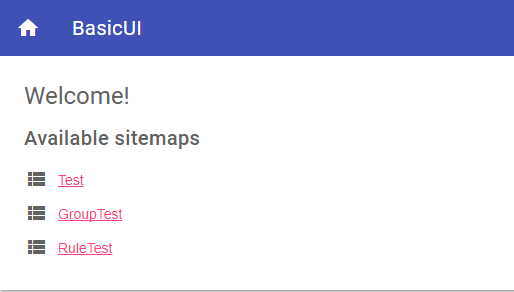 BasicUI
Welcome!
Available sitemaps
Test
GroupTest
RuleTest